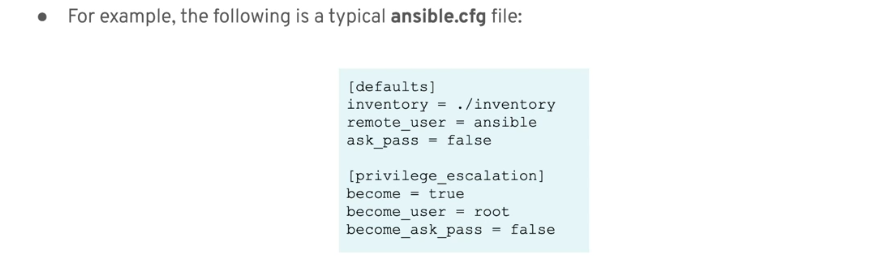 ● For example, the following is a typical ansible.cfg file:
[defaults]
inventory = ./inventory
remote_user = ansible
ask_pass = false
[privilege_escalation]
become = true
become_user = root
become_ask_pass = false